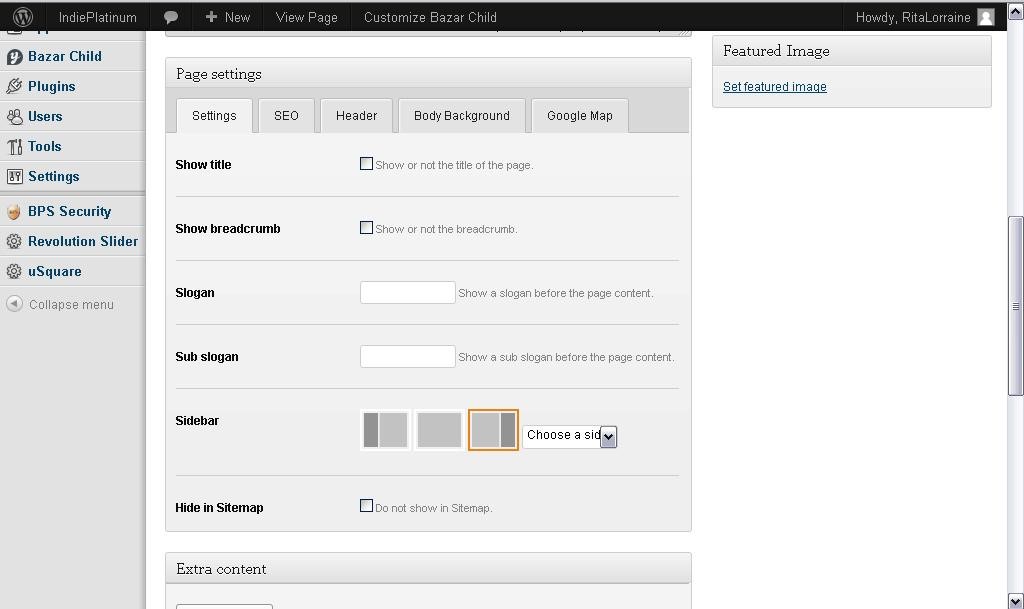 IndiePlatinum
New
View Page
Customize Bazar Child
Howdy, RitaLorraine
Bazar Child
Plugins
Users
Tools
Settings
BPS Security
Revolution Slider
uSquare
Collapse menu
Page settings
Settings
SEO
Header
Body Background
Google Map
Show title
Show or not the title of the page.
Show breadcrumb
Show or not the breadcrumb.
Slogan
Show a slogan before the page content.
Sub slogan
Show a sub slogan before the page content.
Sidebar
Choose a sid
Hide in Sitemap
Do not show in Sitemap.
Extra content
Featured Image
Set featured image